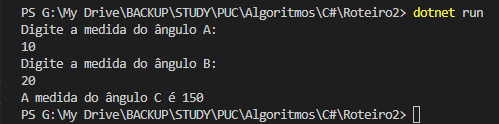 PS G:\My Drive\BACKUP\STUDY\PUC\Algoritmos\C#\Roteiro2> dotnet run
Digite a medida do ângulo A:
10
Digite a medida do ângulo B:
20
A medida do ângulo C é 150
PS G:\My Drive\BACKUP\STUDY\PUC\Algoritmos\C#\Roteiro2>